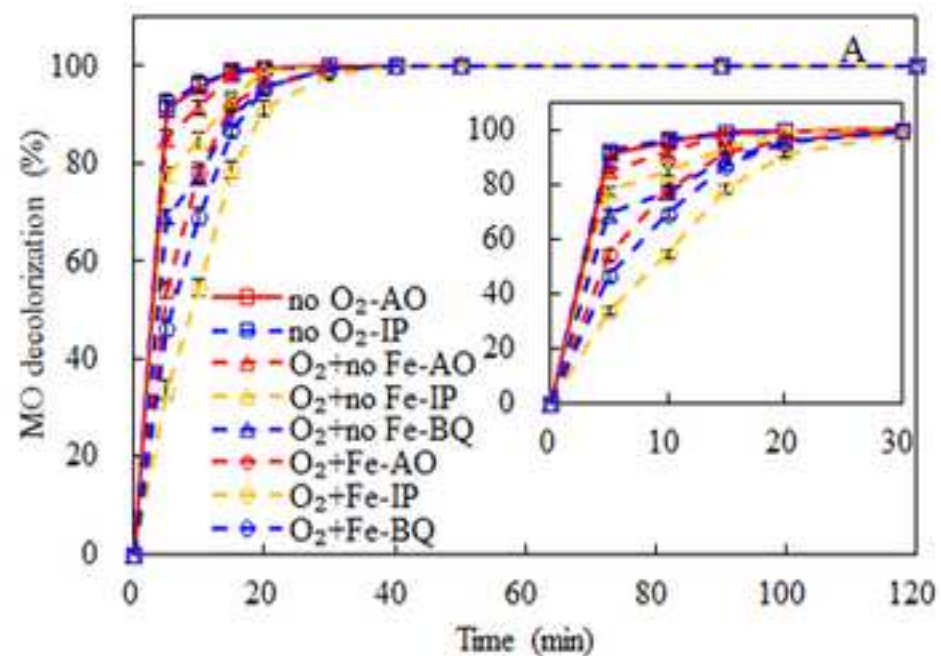 A
MO decolorization (%)
100
80
60
40
20
0
no O₂-AO
no O₂-IP
O₂+no Fe-AO
O₂+no Fe-IP
O₂+no Fe-BQ
O₂+Fe-AO
O₂+Fe-IP
O₂+Fe-BQ
100
80
60
40
20
0
0 10 20 30
0 20 40 60 80 100 120
Time (min)